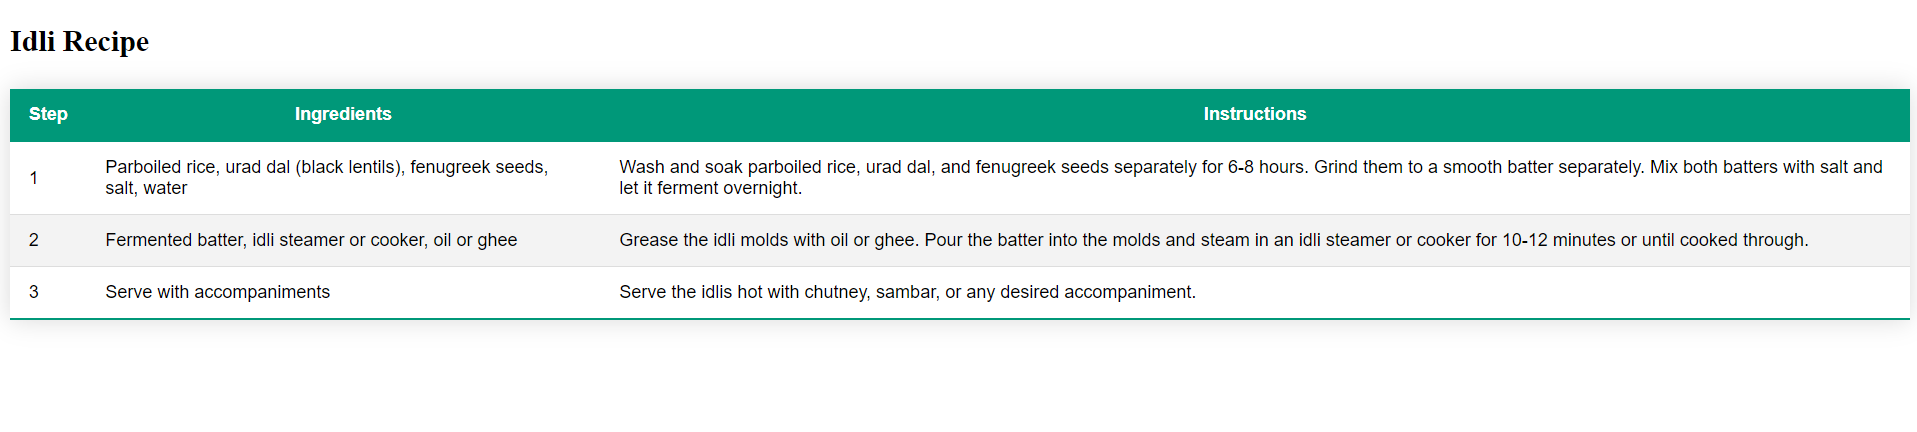 Idli Recipe
Step Ingredients Instructions
1 Parboiled rice, urad dal (black lentils), fenugreek seeds, salt, water Wash and soak parboiled rice, urad dal, and fenugreek seeds separately for 6-8 hours. Grind them to a smooth batter separately. Mix both batters with salt and let it ferment overnight.
2 Fermented batter, idli steamer or cooker, oil or ghee Grease the idli molds with oil or ghee. Pour the batter into the molds and steam in an idli steamer or cooker for 10-12 minutes or until cooked through.
3 Serve with accompaniments Serve the idlis hot with chutney, sambar, or any desired accompaniment.